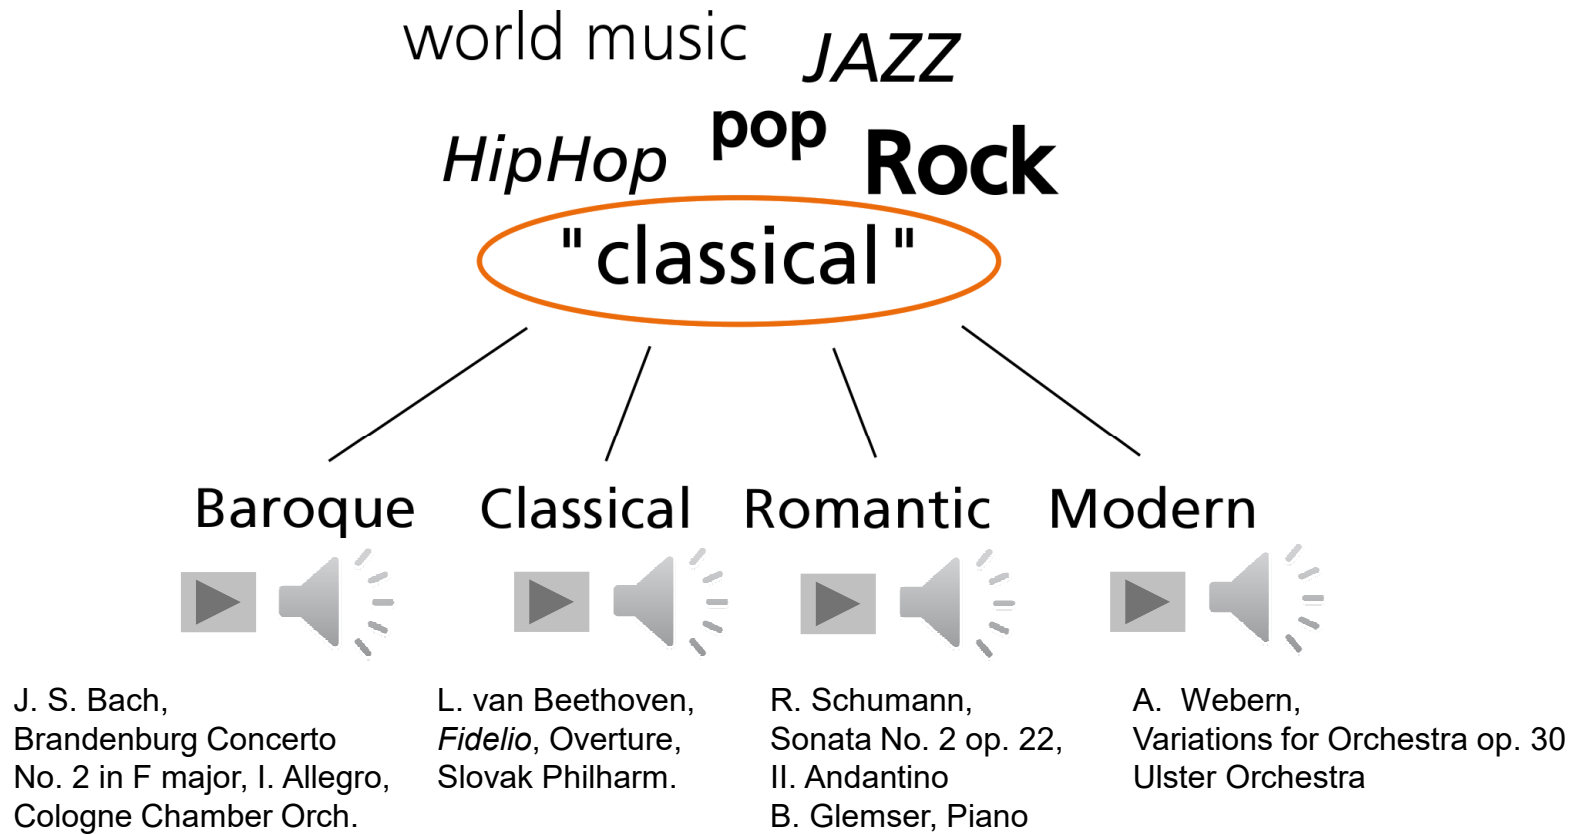 world music
JAZZ
pop
HipHop
Rock
"classical"
Baroque
Classical
Romantic
Modern
J. S. Bach,
Brandenburg Concerto
No. 2 in F major, I. Allegro,
Cologne Chamber Orch.
L. van Beethoven,
Fidelio, Overture,
Slovak Philharm.
R. Schumann,
Sonata No. 2 op. 22,
II. Andantino
B. Glemser, Piano
A.  Webern,
Variations for Orchestra op. 30
Ulster Orchestra